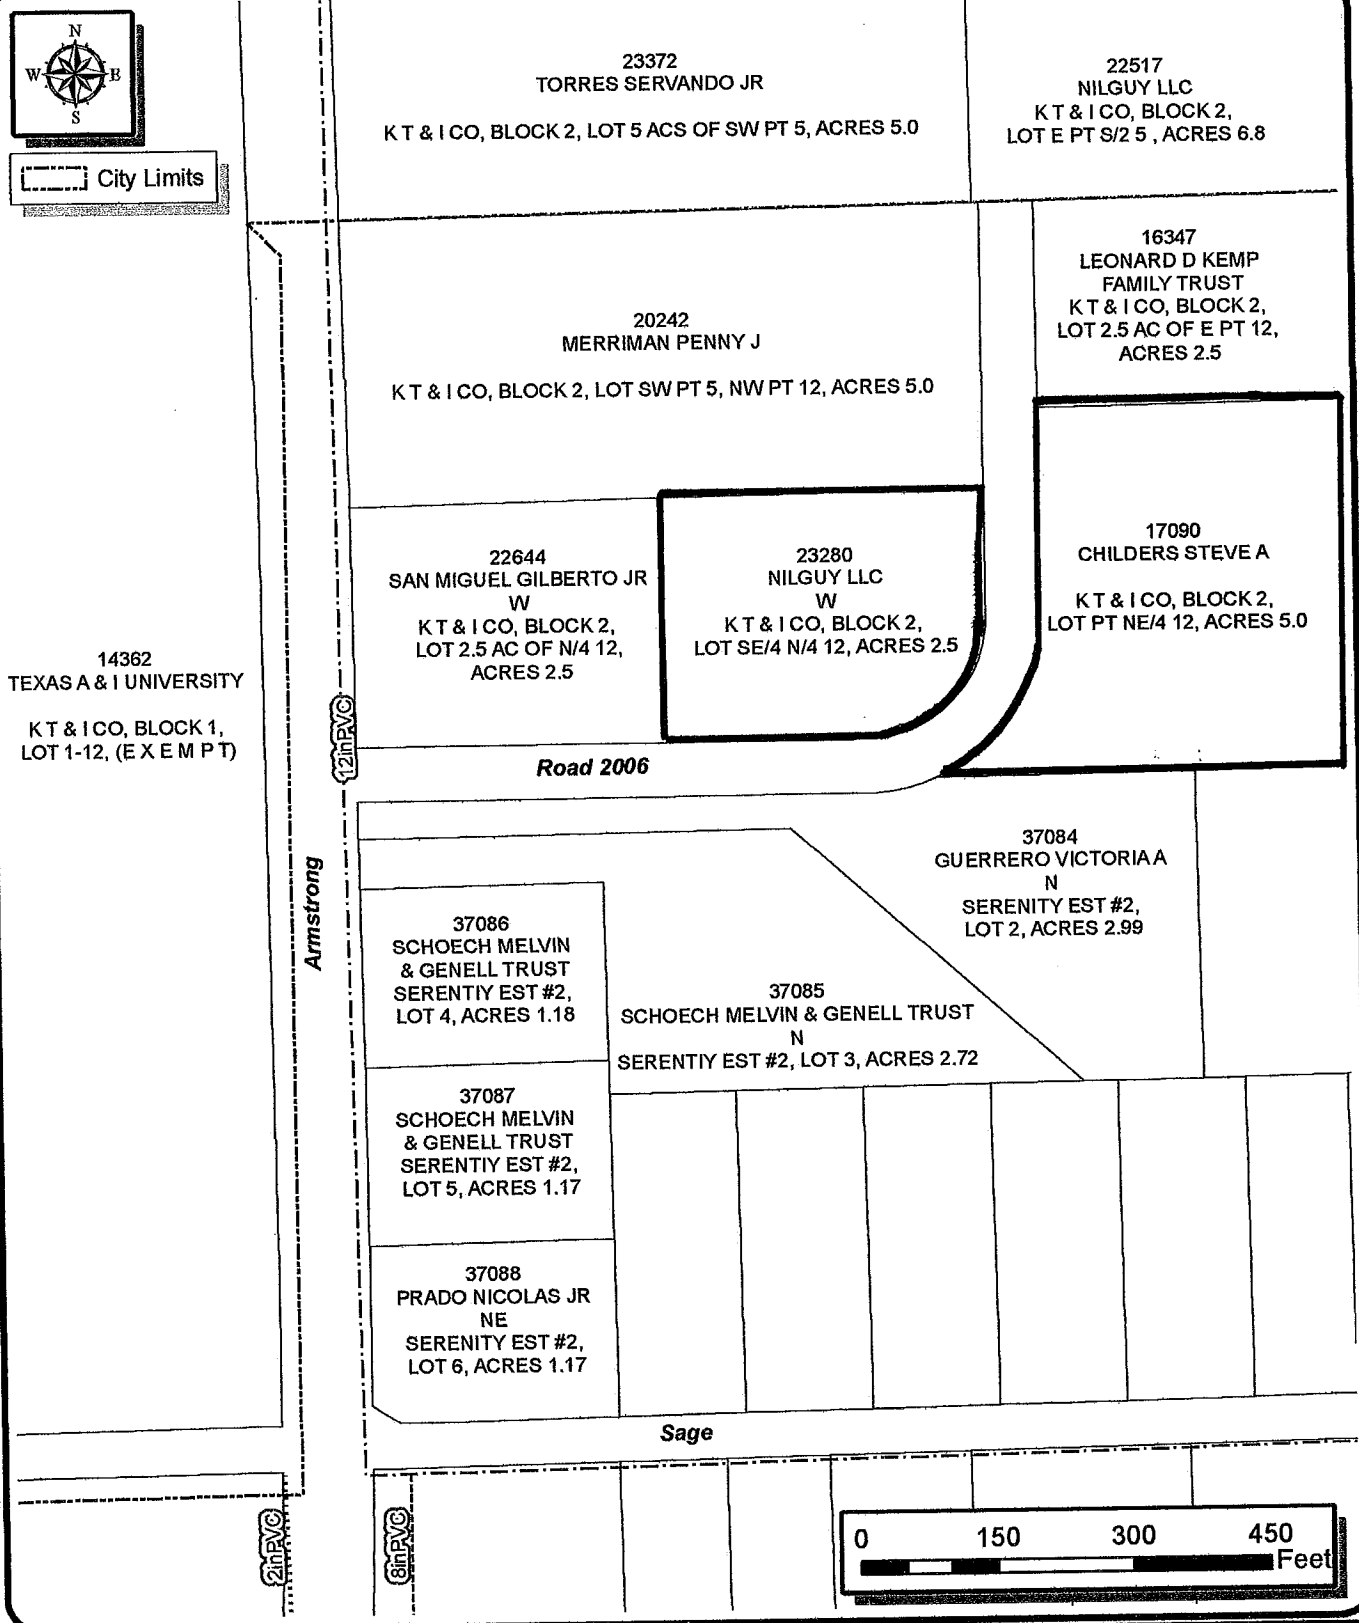 N
W E
S
City Limits
23372
TORRES SERVANDO JR
K T & I CO, BLOCK 2, LOT 5 ACS OF SW PT 5, ACRES 5.0
22517
NILGUY LLC
K T & I CO, BLOCK 2,
LOT E PT S/2 5 , ACRES 6.8
16347
LEONARD D KEMP
FAMILY TRUST
K T & I CO, BLOCK 2,
LOT 2.5 AC OF E PT 12,
ACRES 2.5
20242
MERRIMAN PENNY J
K T & I CO, BLOCK 2, LOT SW PT 5, NW PT 12, ACRES 5.0
22644
SAN MIGUEL GILBERTO JR
W
K T & I CO, BLOCK 2,
LOT 2.5 AC OF N/4 12,
ACRES 2.5
23280
NILGUY LLC
W
K T & I CO, BLOCK 2,
LOT SE/4 N/4 12, ACRES 2.5
17090
CHILDERS STEVE A
K T & I CO, BLOCK 2,
LOT PT NE/4 12, ACRES 5.0
14362
TEXAS A & I UNIVERSITY
K T & I CO, BLOCK 1,
LOT 1-12, (E X E M P T)
12inPVC
Road 2006
Armstrong
37084
GUERRERO VICTORIA A
N
SERENITY EST #2,
LOT 2, ACRES 2.99
37086
SCHOECH MELVIN
& GENELL TRUST
SERENTIY EST #2,
LOT 4, ACRES 1.18
37085
SCHOECH MELVIN & GENELL TRUST
N
SERENTIY EST #2, LOT 3, ACRES 2.72
37087
SCHOECH MELVIN
& GENELL TRUST
SERENTIY EST #2,
LOT 5, ACRES 1.17
37088
PRADO NICOLAS JR
NE
SERENITY EST #2,
LOT 6, ACRES 1.17
Sage
2inPVC
8inPVC
0 150 300 450
Feet